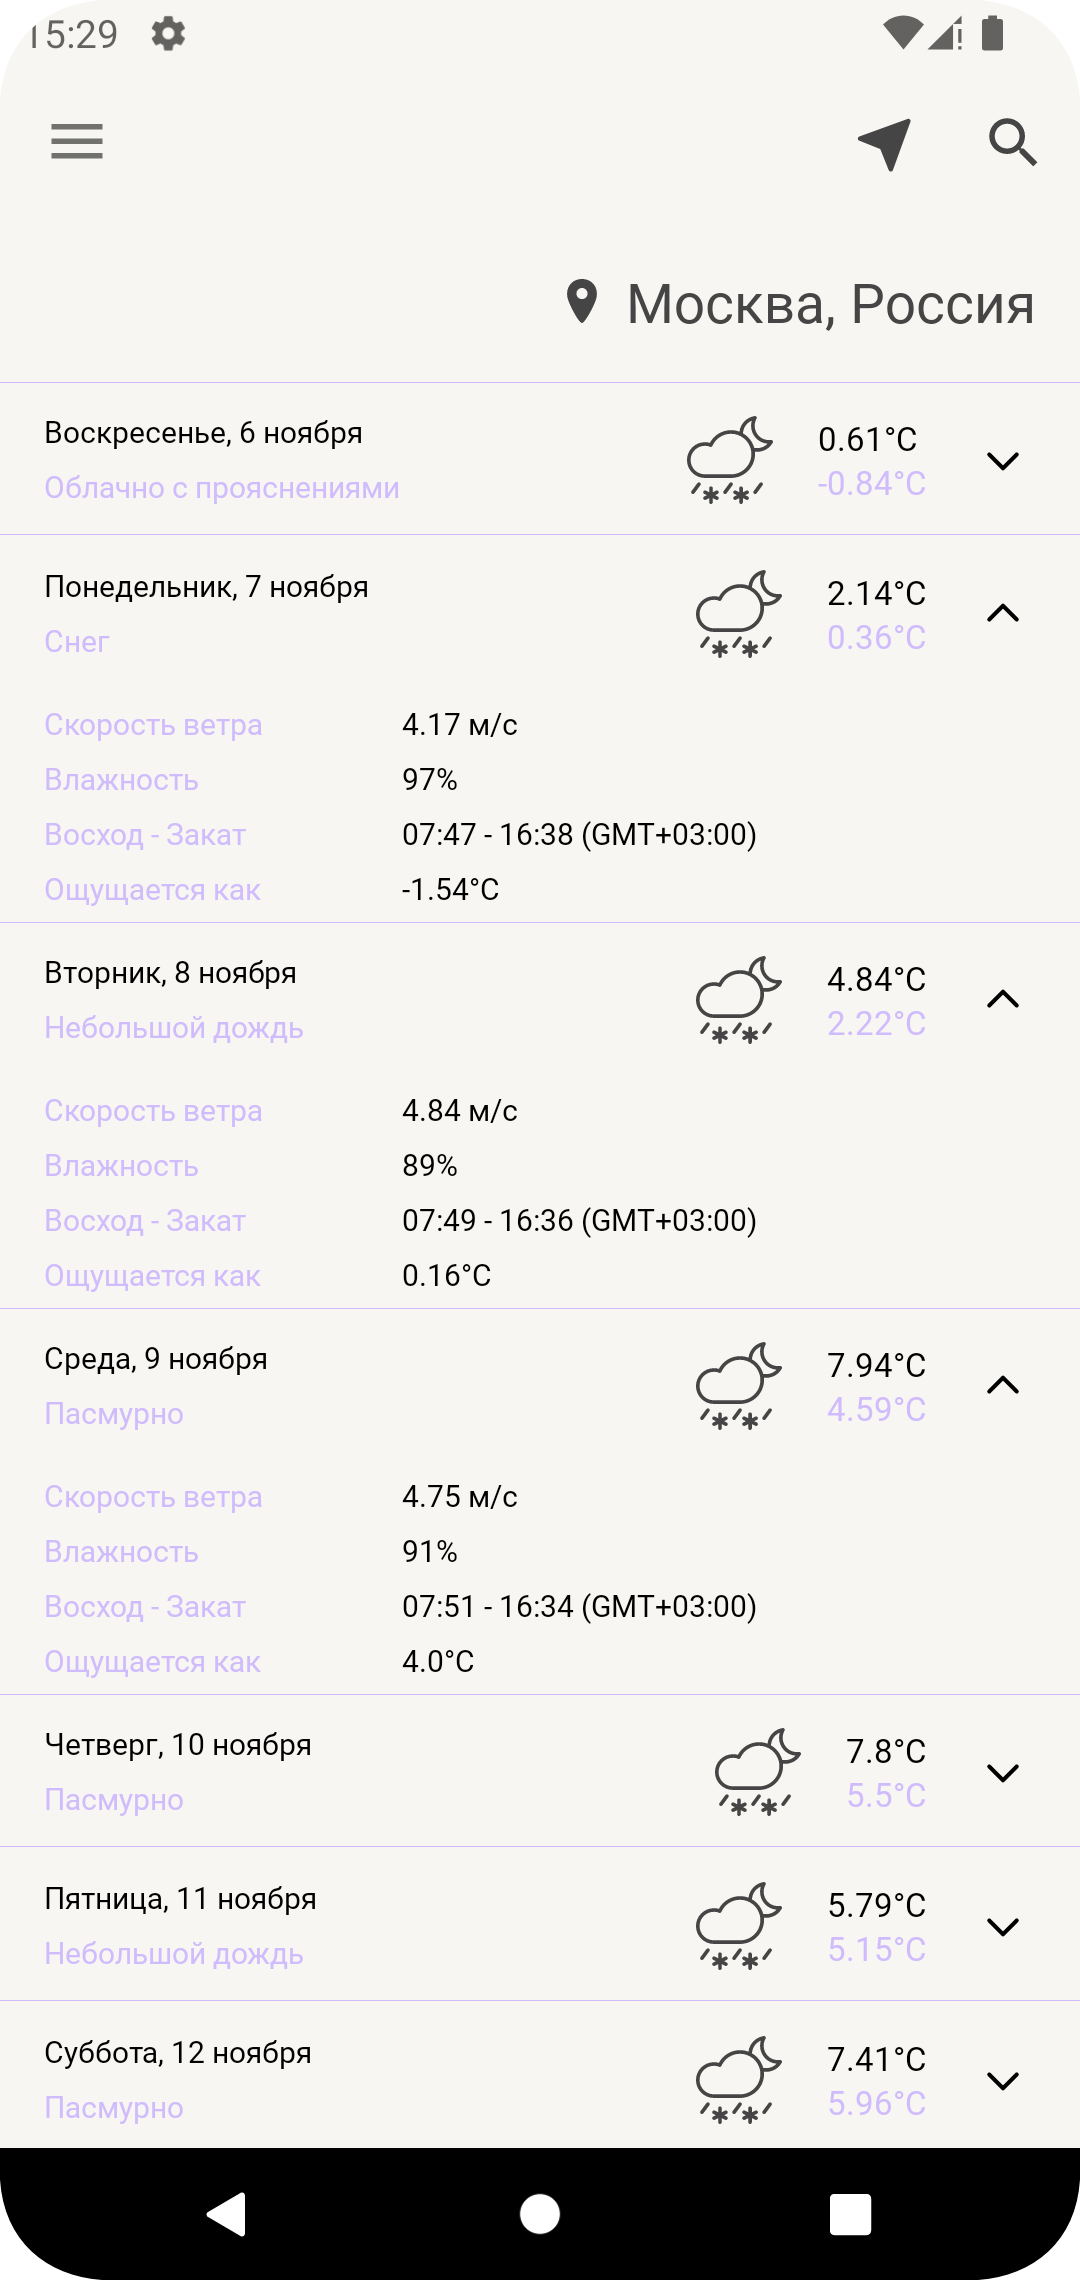 15:29
Москва, Россия
Воскресенье, 6 ноября
Облачно с прояснениями
0.61°C
-0.84°C
Понедельник, 7 ноября
Снег
2.14°C
0.36°C
Скорость ветра 4.17 м/с
Влажность 97%
Восход - Закат 07:47 - 16:38 (GMT+03:00)
Ощущается как -1.54°C
Вторник, 8 ноября
Небольшой дождь
4.84°C
2.22°C
Скорость ветра 4.84 м/с
Влажность 89%
Восход - Закат 07:49 - 16:36 (GMT+03:00)
Ощущается как 0.16°C
Среда, 9 ноября
Пасмурно
7.94°C
4.59°C
Скорость ветра 4.75 м/с
Влажность 91%
Восход - Закат 07:51 - 16:34 (GMT+03:00)
Ощущается как 4.0°C
Четверг, 10 ноября
Пасмурно
7.8°C
5.5°C
Пятница, 11 ноября
Небольшой дождь
5.79°C
5.15°C
Суббота, 12 ноября
Пасмурно
7.41°C
5.96°C